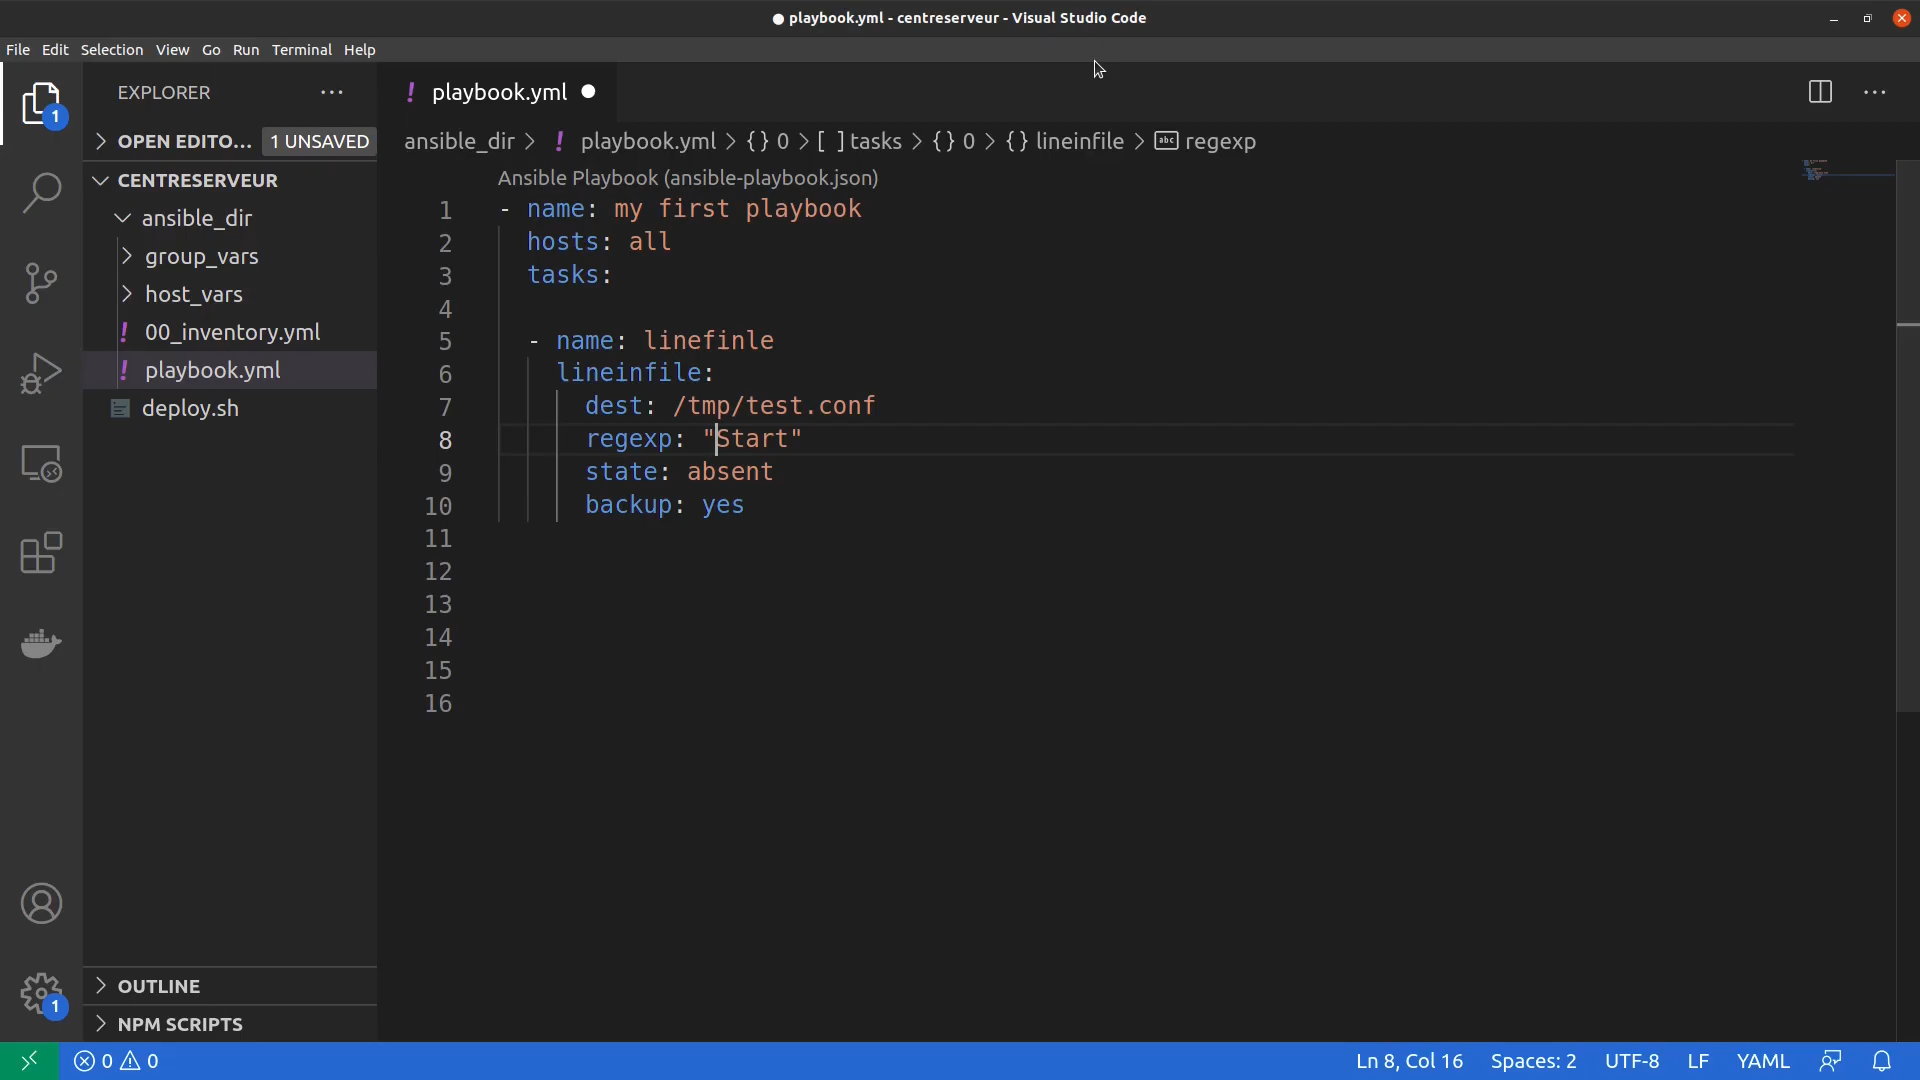 playbook.yml - centreserveur - Visual Studio Code
File Edit Selection View Go Run Terminal Help
1
EXPLORER
OPEN EDITO... 1 UNSAVED
CENTRESERVEUR
ansible_dir
group_vars
host_vars
! 00_inventory.yml
! playbook.yml
deploy.sh
OUTLINE
1
NPM SCRIPTS
! playbook.yml
ansible_dir > ! playbook.yml > {} 0 > [ ] tasks > {} 0 > {} lineinfile > abc regexp
Ansible Playbook (ansible-playbook.json)
1 - name: my first playbook
2 hosts: all
3 tasks:
4
5 - name: linefinle
6 lineinfile:
7 dest: /tmp/test.conf
8 regexp: "Start"
9 state: absent
10 backup: yes
11
12
13
14
15
16
0 0 Ln 8, Col 16 Spaces: 2 UTF-8 LF YAML